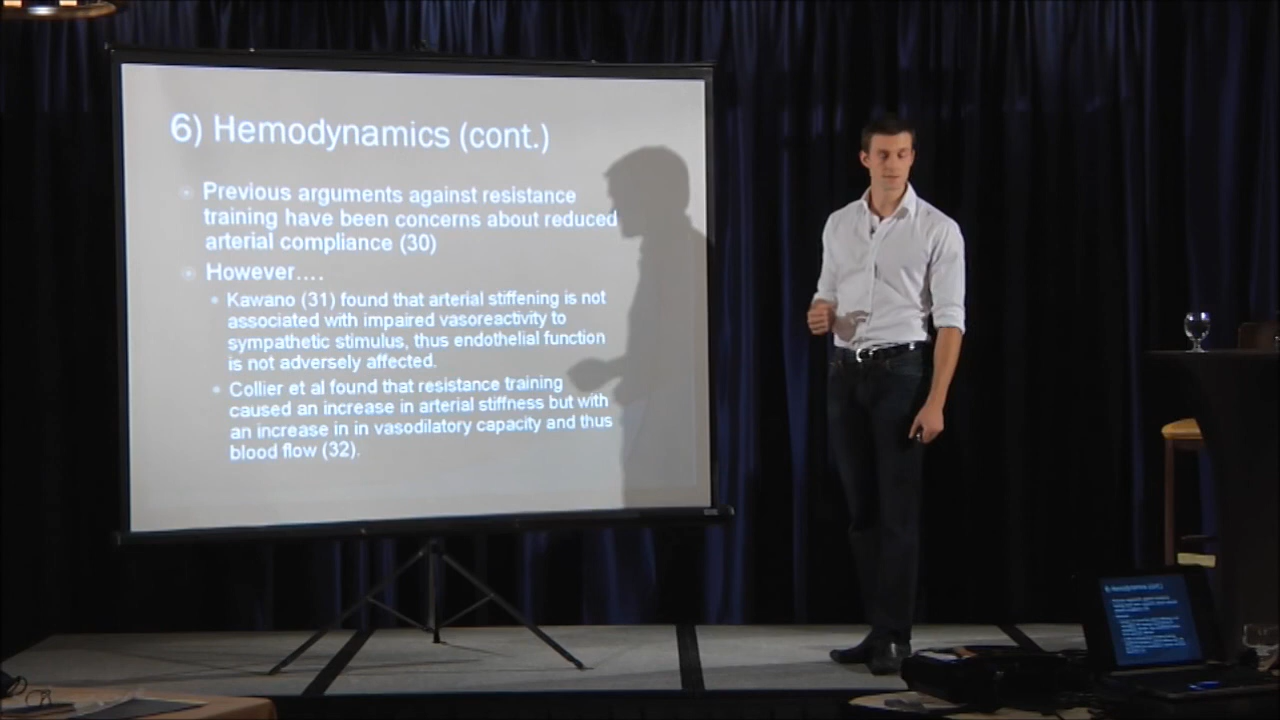 6) Hemodynamics (cont.)
Previous arguments against resistance
training have been concerns about reduced
arterial compliance (30)
However....
Kawano (31) found that arterial stiffening is not
associated with impaired vasoreactivity to
sympathetic stimulus, thus endothelial function
is not adversely affected.
Collier et al found that resistance training
caused an increase in arterial stiffness but with
an increase in in vasodilatory capacity and thus
blood flow (32).